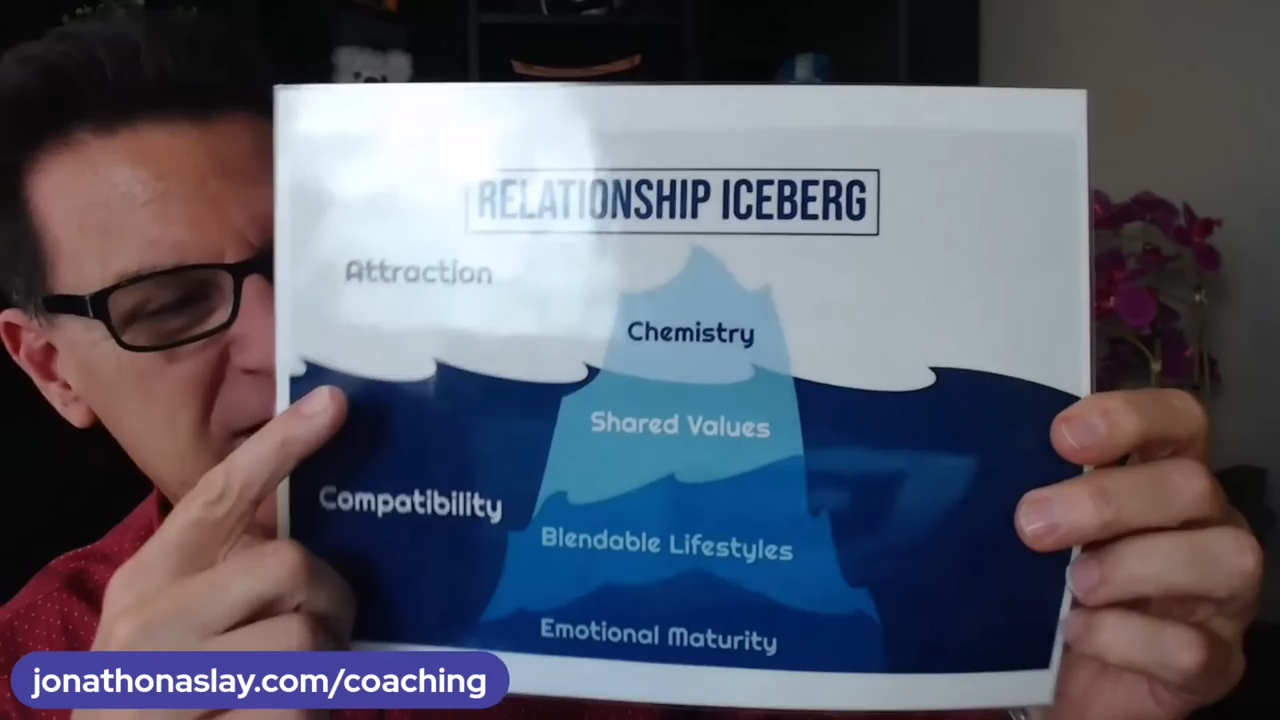 RELATIONSHIP ICEBERG
Attraction
Chemistry
Shared Values
Compatibility
Blendable Lifestyles
Emotional Maturity
jonathonaslay.com/coaching